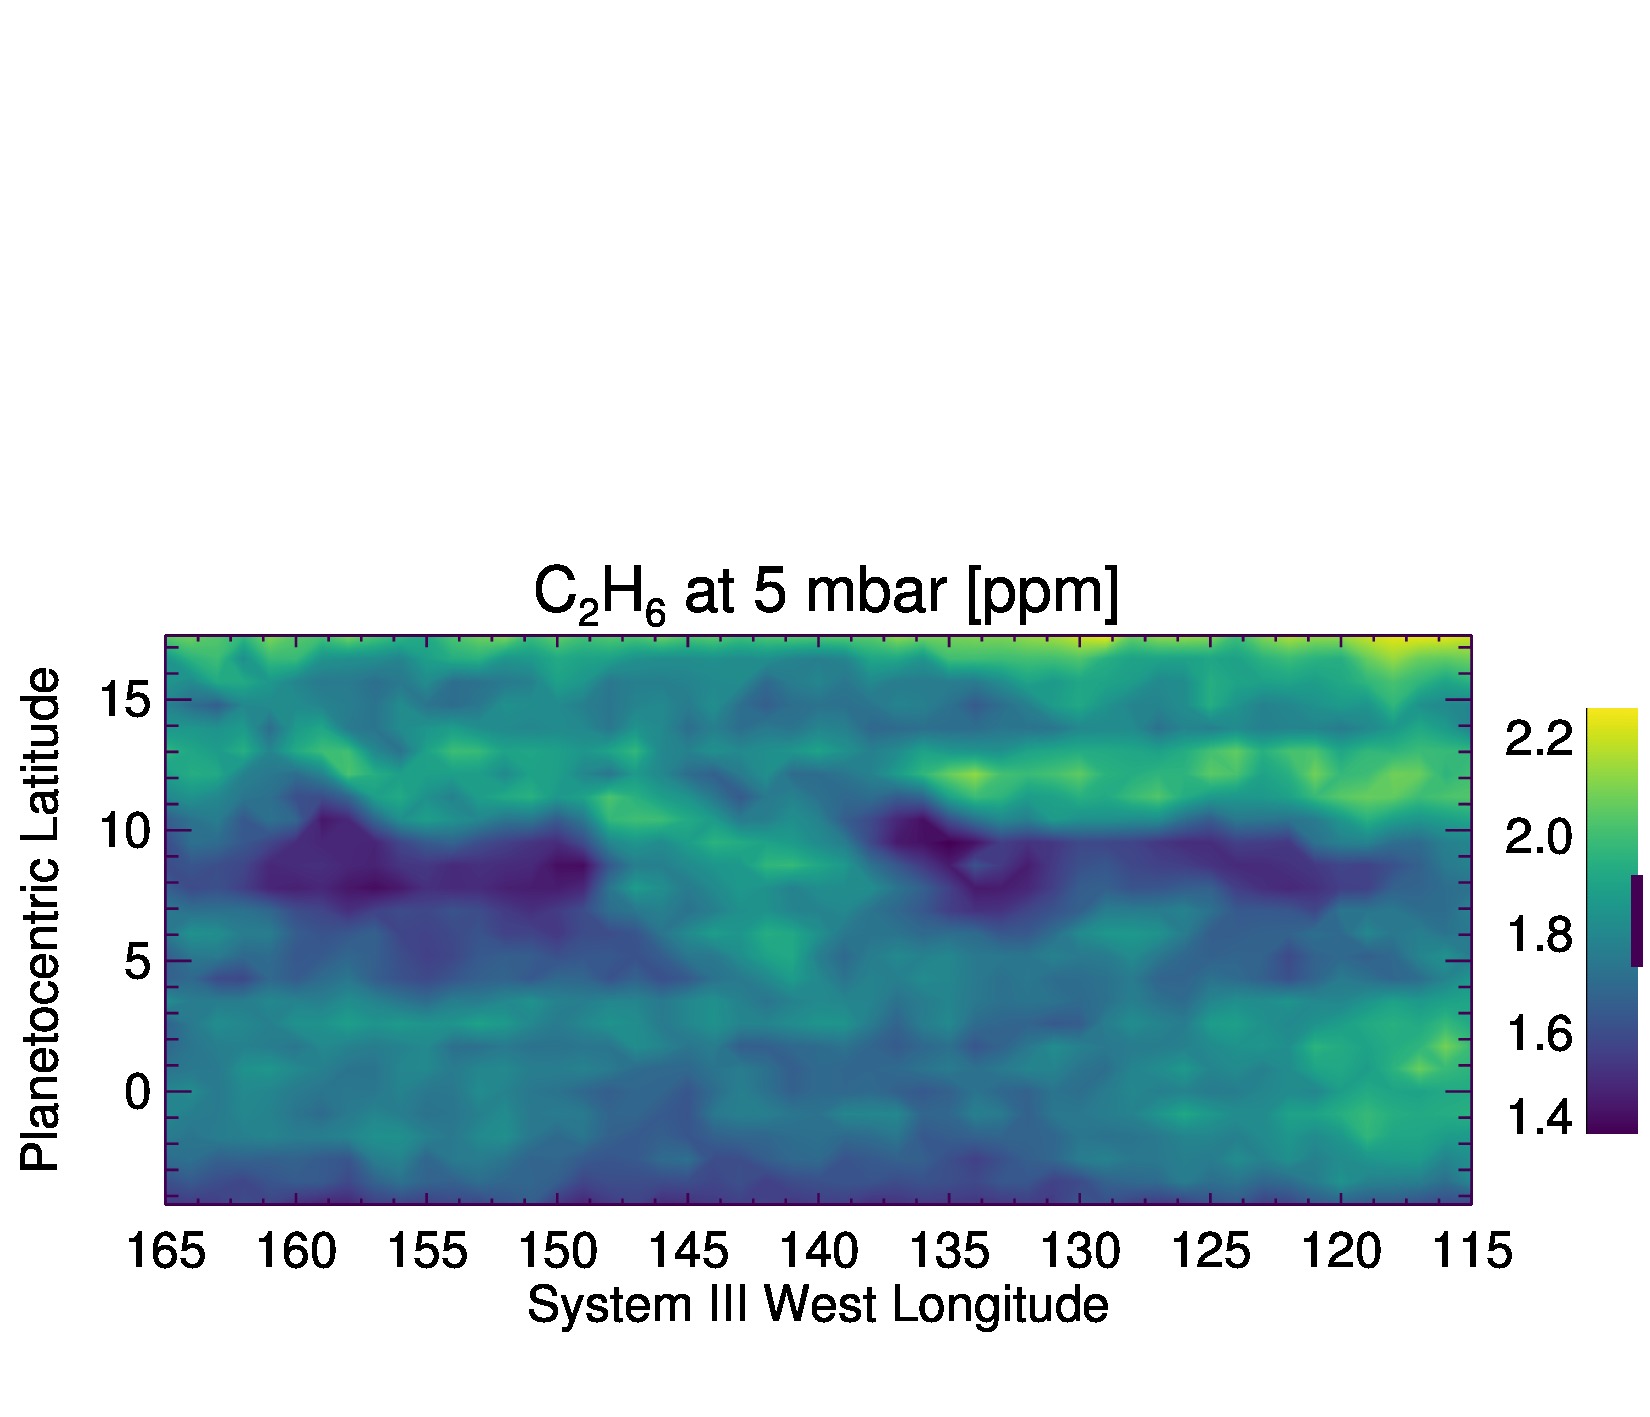 C₂H₆ at 5 mbar [ppm]
Planetocentric Latitude
15
10
5
0
2.2
2.0
1.8
1.6
1.4
165 160 155 150 145 140 135 130 125 120 115
System III West Longitude